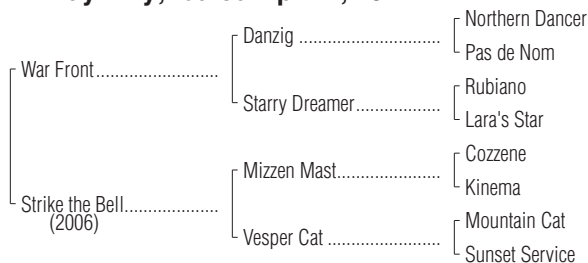 Northern Dancer
Danzig ................................
Pas de Nom
War Front............................
Rubiano
Starry Dreamer...................
Lara's Star
Cozzene
Mizzen Mast.......................
Kinema
Strike the Bell.....................
(2006)
Mountain Cat
Vesper Cat .........................
Sunset Service